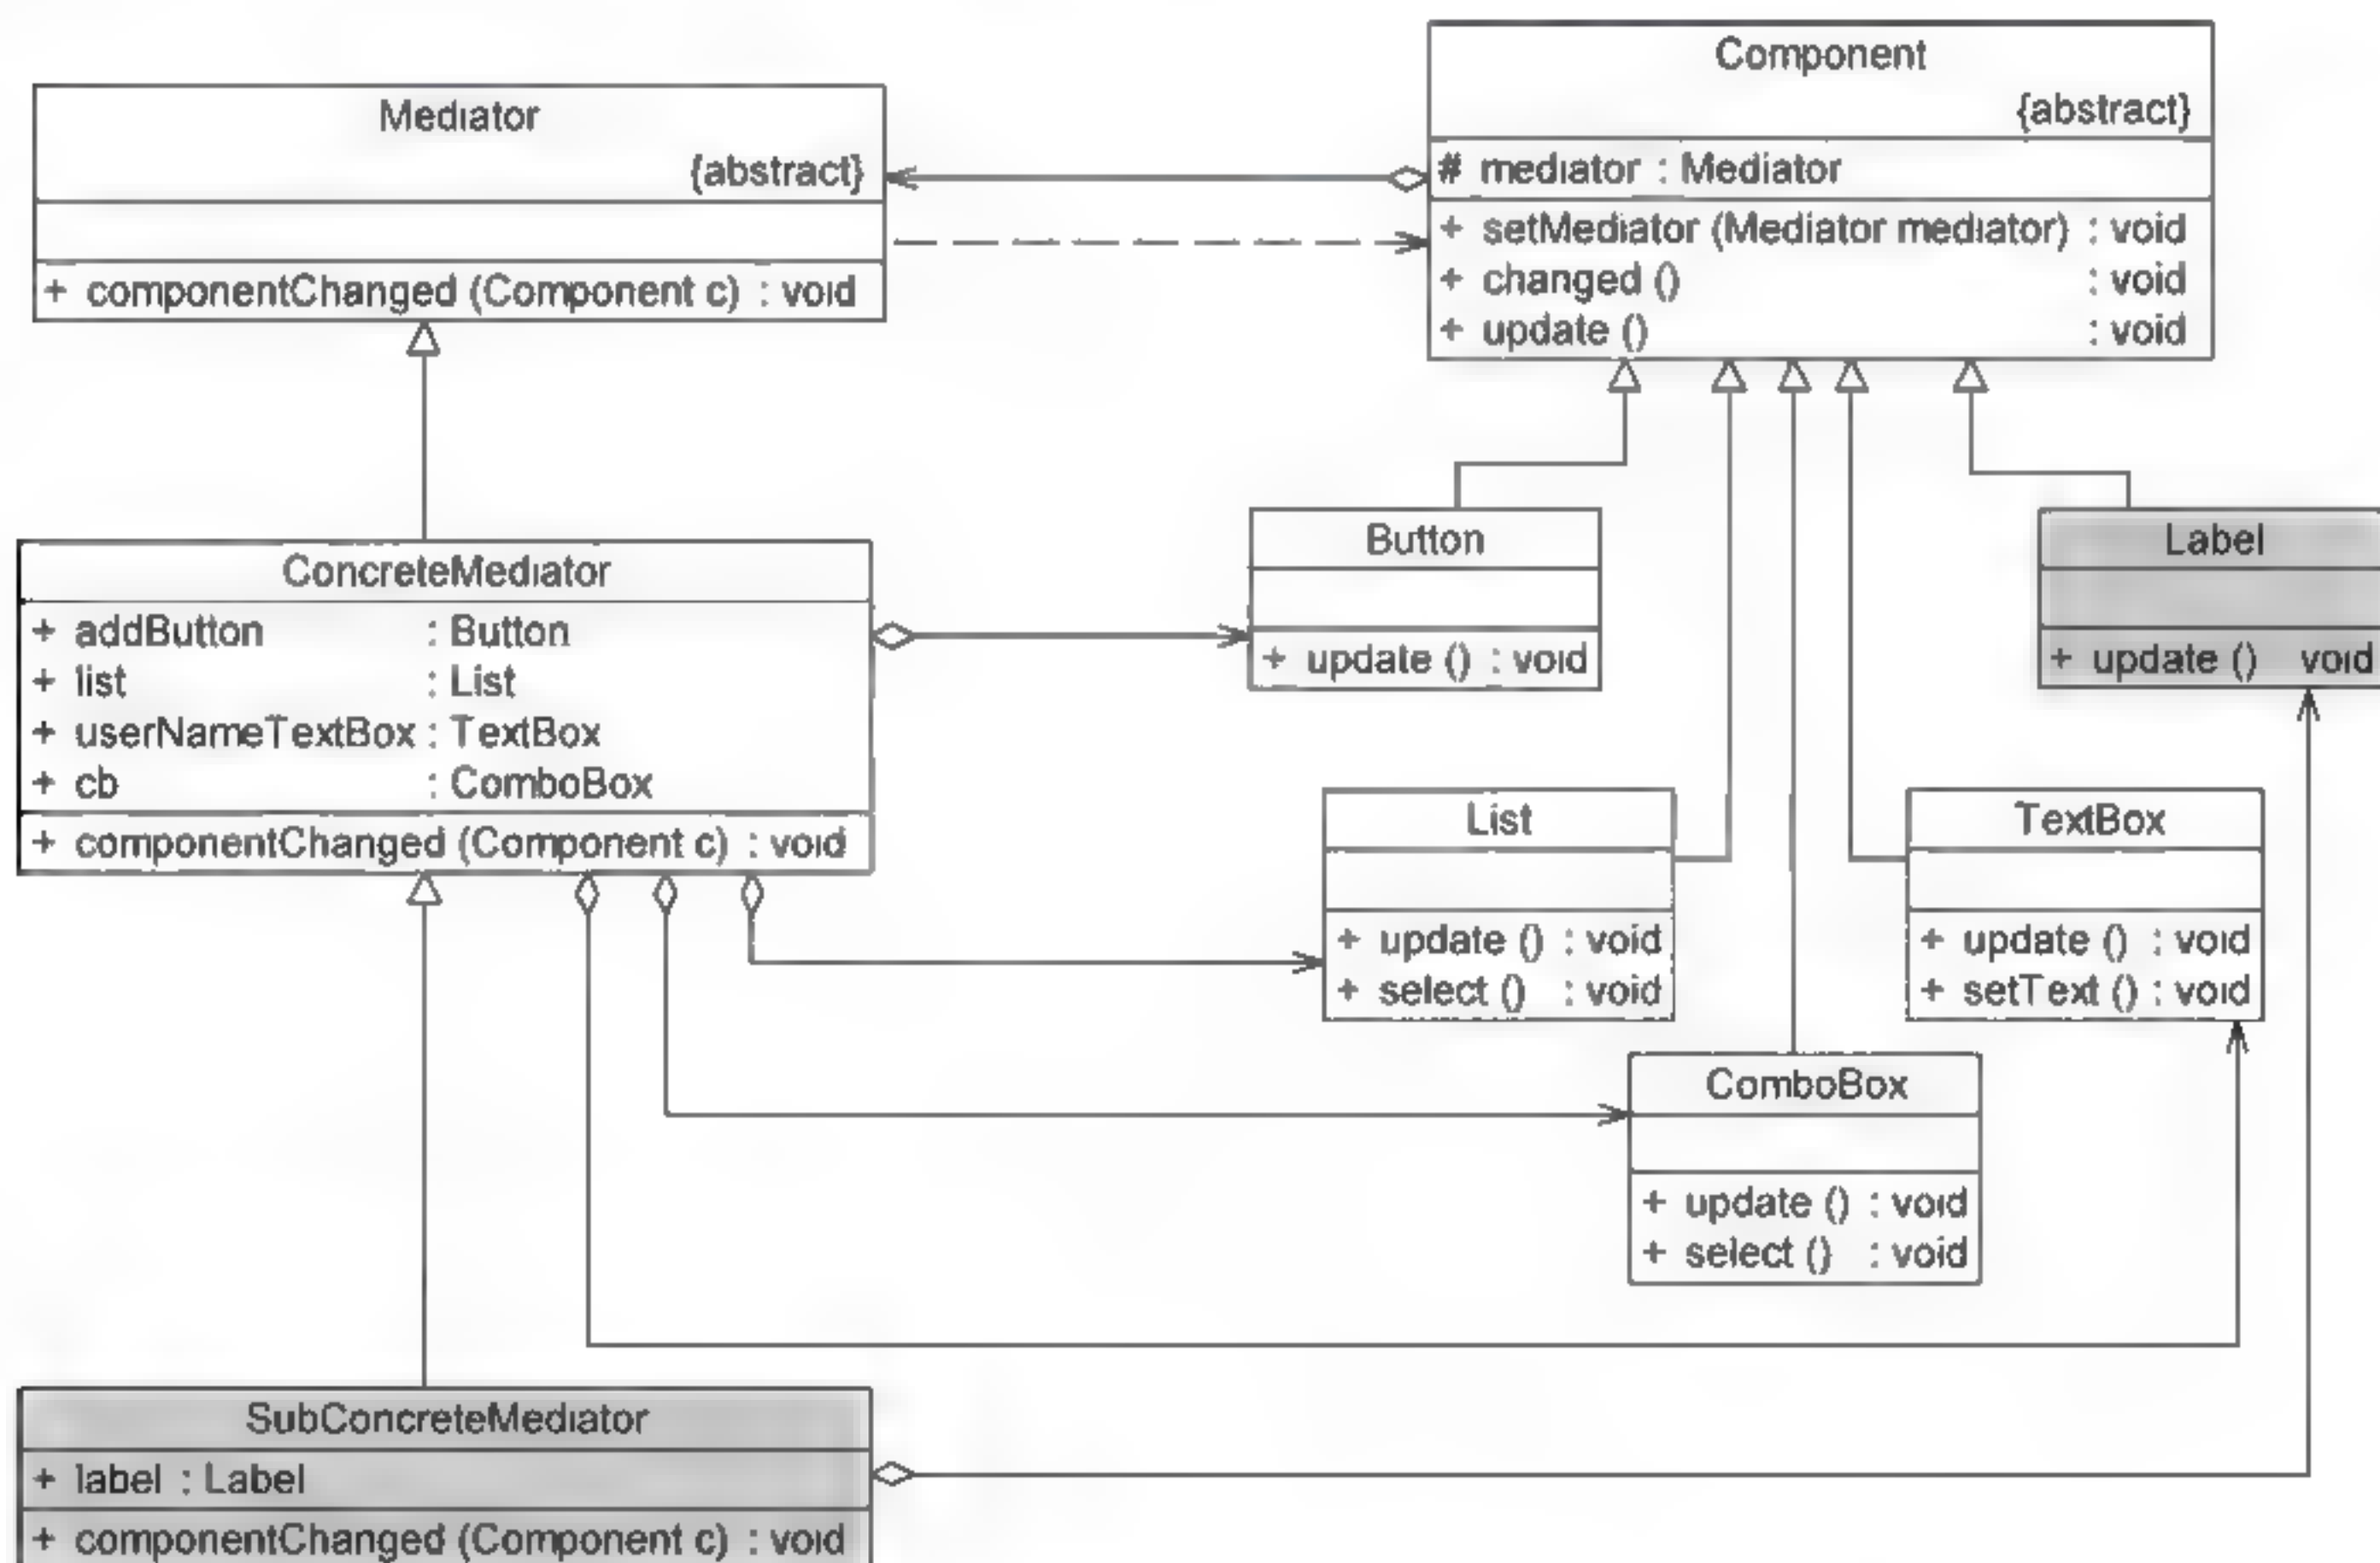 Mediator
{abstract}
+ componentChanged (Component c) : void
Component
{abstract}
# mediator : Mediator
+ setMediator (Mediator mediator) : void
+ changed () : void
+ update () : void
ConcreteMediator
+ addButton : Button
+ list : List
+ userNameTextBox : TextBox
+ cb : ComboBox
+ componentChanged (Component c) : void
Button
+ update () : void
Label
+ update () void
List
+ update () : void
+ select () : void
TextBox
+ update () : void
+ setText () : void
ComboBox
+ update () : void
+ select () : void
SubConcreteMediator
+ label : Label
+ componentChanged (Component c) : void